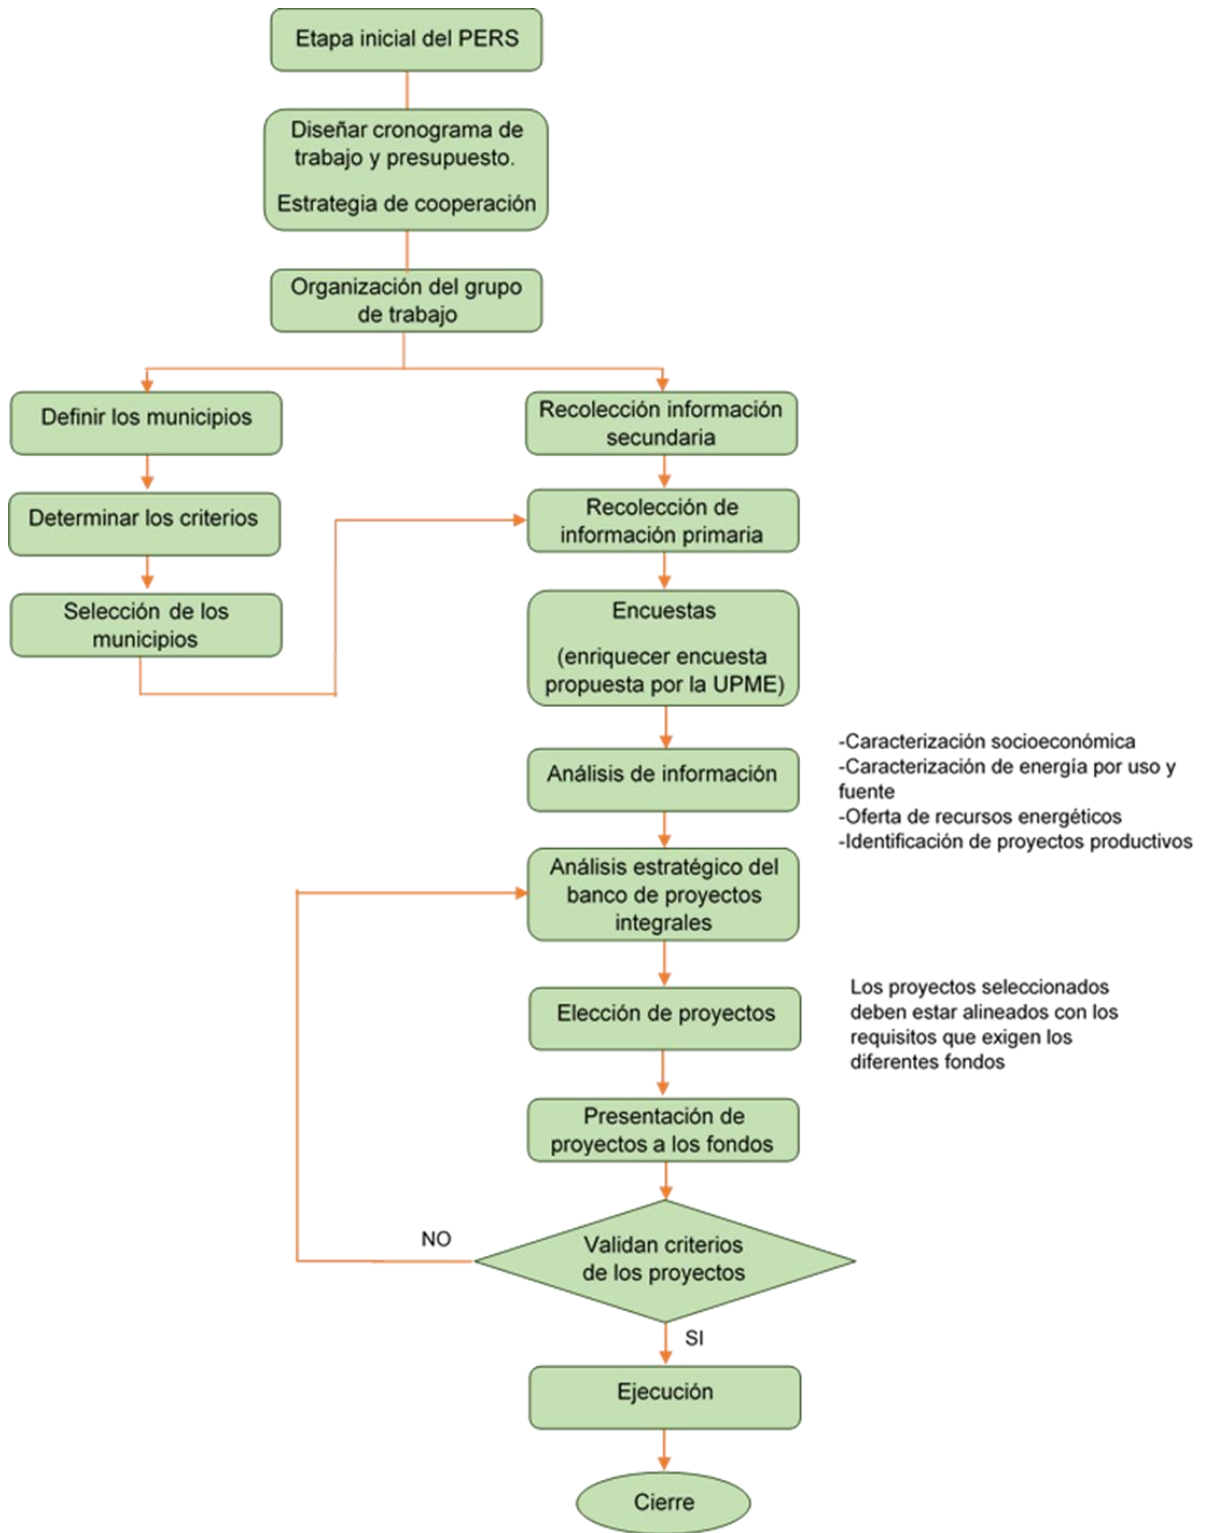 Etapa inicial del PERS
Diseñar cronograma de
trabajo y presupuesto.
Estrategia de cooperación
Organización del grupo
de trabajo
Definir los municipios
Determinar los criterios
Selección de los
municipios
Recolección información
secundaria
Recolección de
información primaria
Encuestas
(enriquecer encuesta
propuesta por la UPME)
Análisis de información
-Caracterización socioeconómica
-Caracterización de energía por uso y
fuente
-Oferta de recursos energéticos
-Identificación de proyectos productivos
Análisis estratégico del
banco de proyectos
integrales
Elección de proyectos
Los proyectos seleccionados
deben estar alineados con los
requisitos que exigen los
diferentes fondos
Presentación de
proyectos a los fondos
Validan criterios
de los proyectos
NO
SI
Ejecución
Cierre